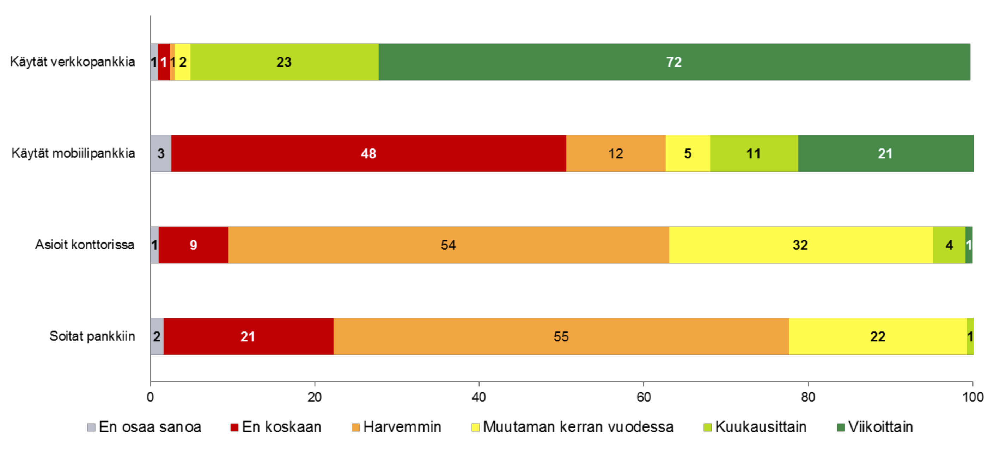 Käytät verkkopankkia 1 1 1 2 23 72
Käytät mobiilipankkia 3 48 12 5 11 21
Asioit konttorissa 1 9 54 32 4 1
Soitat pankkiin 2 21 55 22 1
0 20 40 60 80 100
En osaa sanoa En koskaan Harvemmin Muutaman kerran vuodessa Kuukausittain Viikoittain